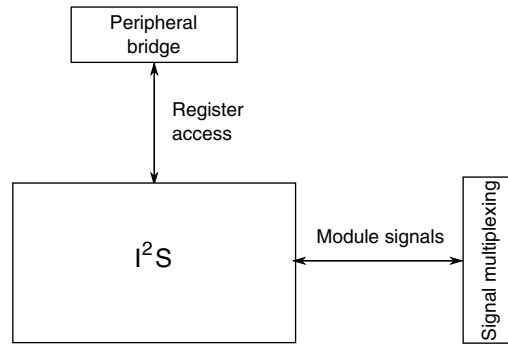 Peripheral
bridge
Register
access
I²S
Module signals
Signal multiplexing